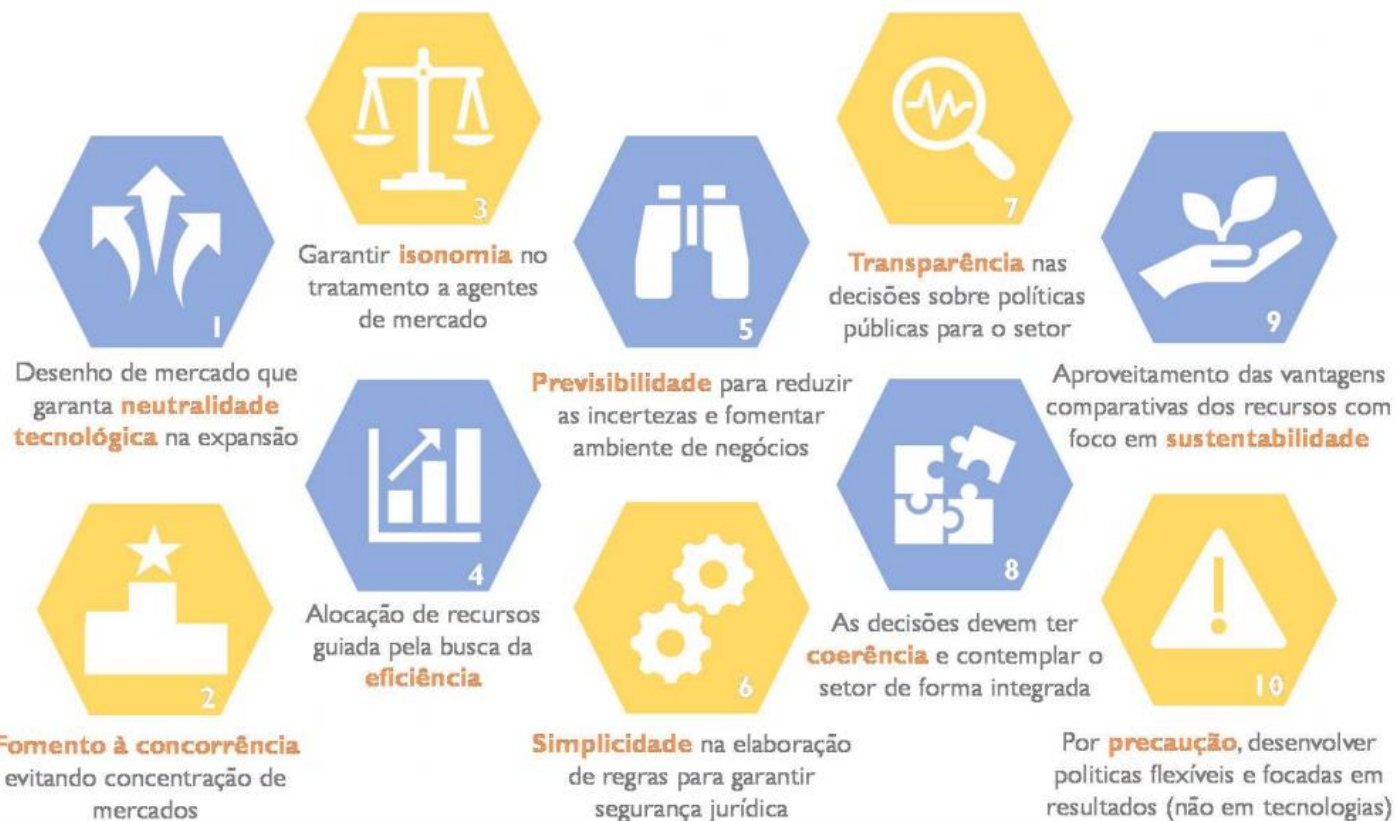 1
Desenho de mercado que
garanta neutralidade
tecnológica na expansão
2
Fomento à concorrência
evitando concentração de
mercados
3
Garantir isonomia no
tratamento a agentes
de mercado
4
Alocação de recursos
guiada pela busca da
eficiência
5
Previsibilidade para reduzir
as incertezas e fomentar
ambiente de negócios
6
Simplicidade na elaboração
de regras para garantir
segurança jurídica
7
Transparência nas
decisões sobre políticas
públicas para o setor
8
As decisões devem ter
coerência e contemplar o
setor de forma integrada
9
Aproveitamento das vantagens
comparativas dos recursos com
foco em sustentabilidade
10
Por precaução, desenvolver
politicas flexíveis e focadas em
resultados (não em tecnologias)